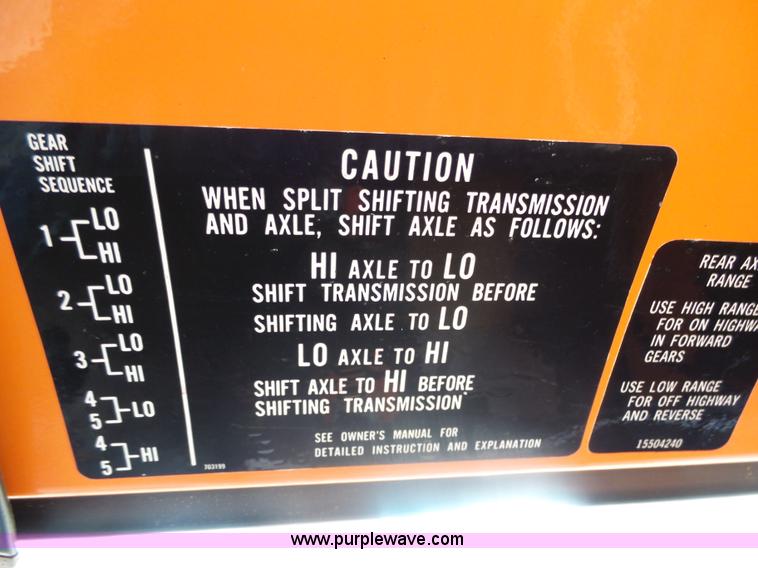 GEAR
SHIFT
SEQUENCE
1 LO
HI
2 LO
HI
3 LO
HI
4
5 LO
4
5 HI
CAUTION
WHEN SPLIT SHIFTING TRANSMISSION
AND AXLE, SHIFT AXLE AS FOLLOWS:
HI AXLE TO LO
SHIFT TRANSMISSION BEFORE
SHIFTING AXLE TO LO
LO AXLE TO HI
SHIFT AXLE TO HI BEFORE
SHIFTING TRANSMISSION
SEE OWNER'S MANUAL FOR
DETAILED INSTRUCTION AND EXPLANATION
703199
REAR AX
RANGE
USE HIGH RANGE
FOR ON HIGHWA
IN FORWARD
GEARS
USE LOW RANGE
FOR OFF HIGHWAY
AND REVERSE
15504240
www.purplewave.com